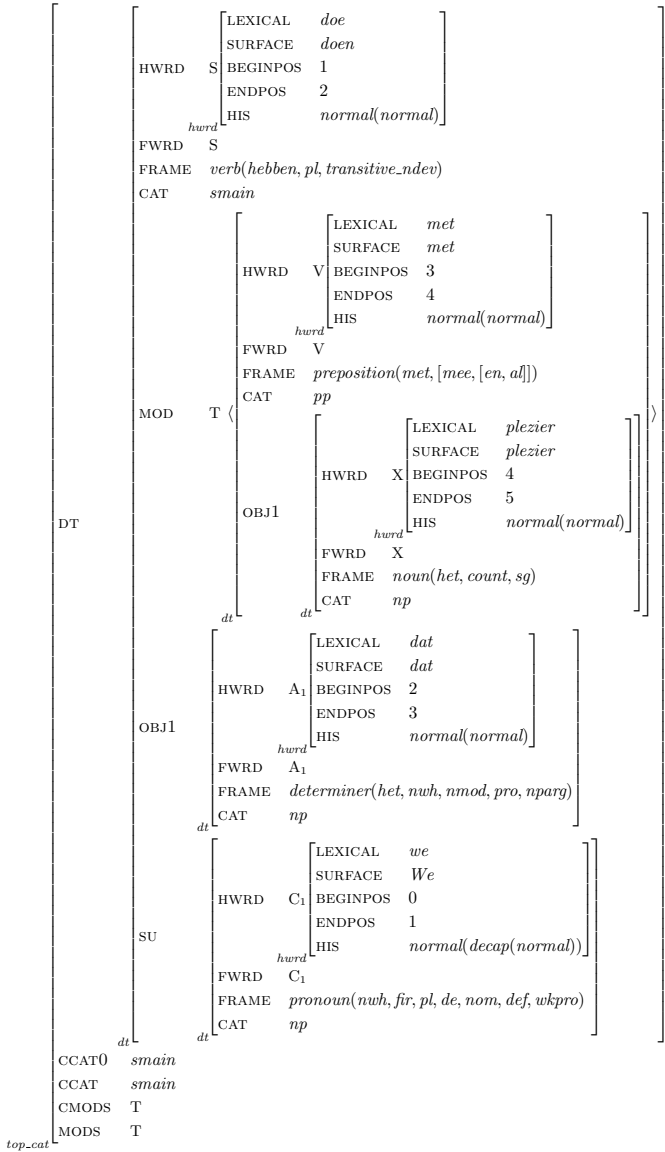 LEXICAL doe
SURFACE doen
HWRD S BEGINPOS 1
ENDPOS 2
HIS normal(normal)
hwrd
FWRD S
FRAME verb(hebben, pl, transitive_ndev)
CAT smain
LEXICAL met
SURFACE met
HWRD V BEGINPOS 3
ENDPOS 4
HIS normal(normal)
hwrd
FWRD V
FRAME preposition(met, [mee, [en, al]])
CAT pp
MOD T ⟨ ⟩
LEXICAL plezier
SURFACE plezier
HWRD X BEGINPOS 4
ENDPOS 5
OBJ1
HIS normal(normal)
DT
hwrd
FWRD X
FRAME noun(het, count, sg)
CAT np
dt dt
LEXICAL dat
SURFACE dat
HWRD A1 BEGINPOS 2
ENDPOS 3
OBJ1
HIS normal(normal)
hwrd
FWRD A1
FRAME determiner(het, nwh, nmod, pro, nparg)
CAT np
dt
LEXICAL we
SURFACE We
HWRD C1 BEGINPOS 0
ENDPOS 1
SU
HIS normal(decap(normal))
hwrd
FWRD C1
FRAME pronoun(nwh, fir, pl, de, nom, def, wkpro)
CAT np
dt dt
CCAT0 smain
CCAT smain
CMODS T
MODS T
top_cat